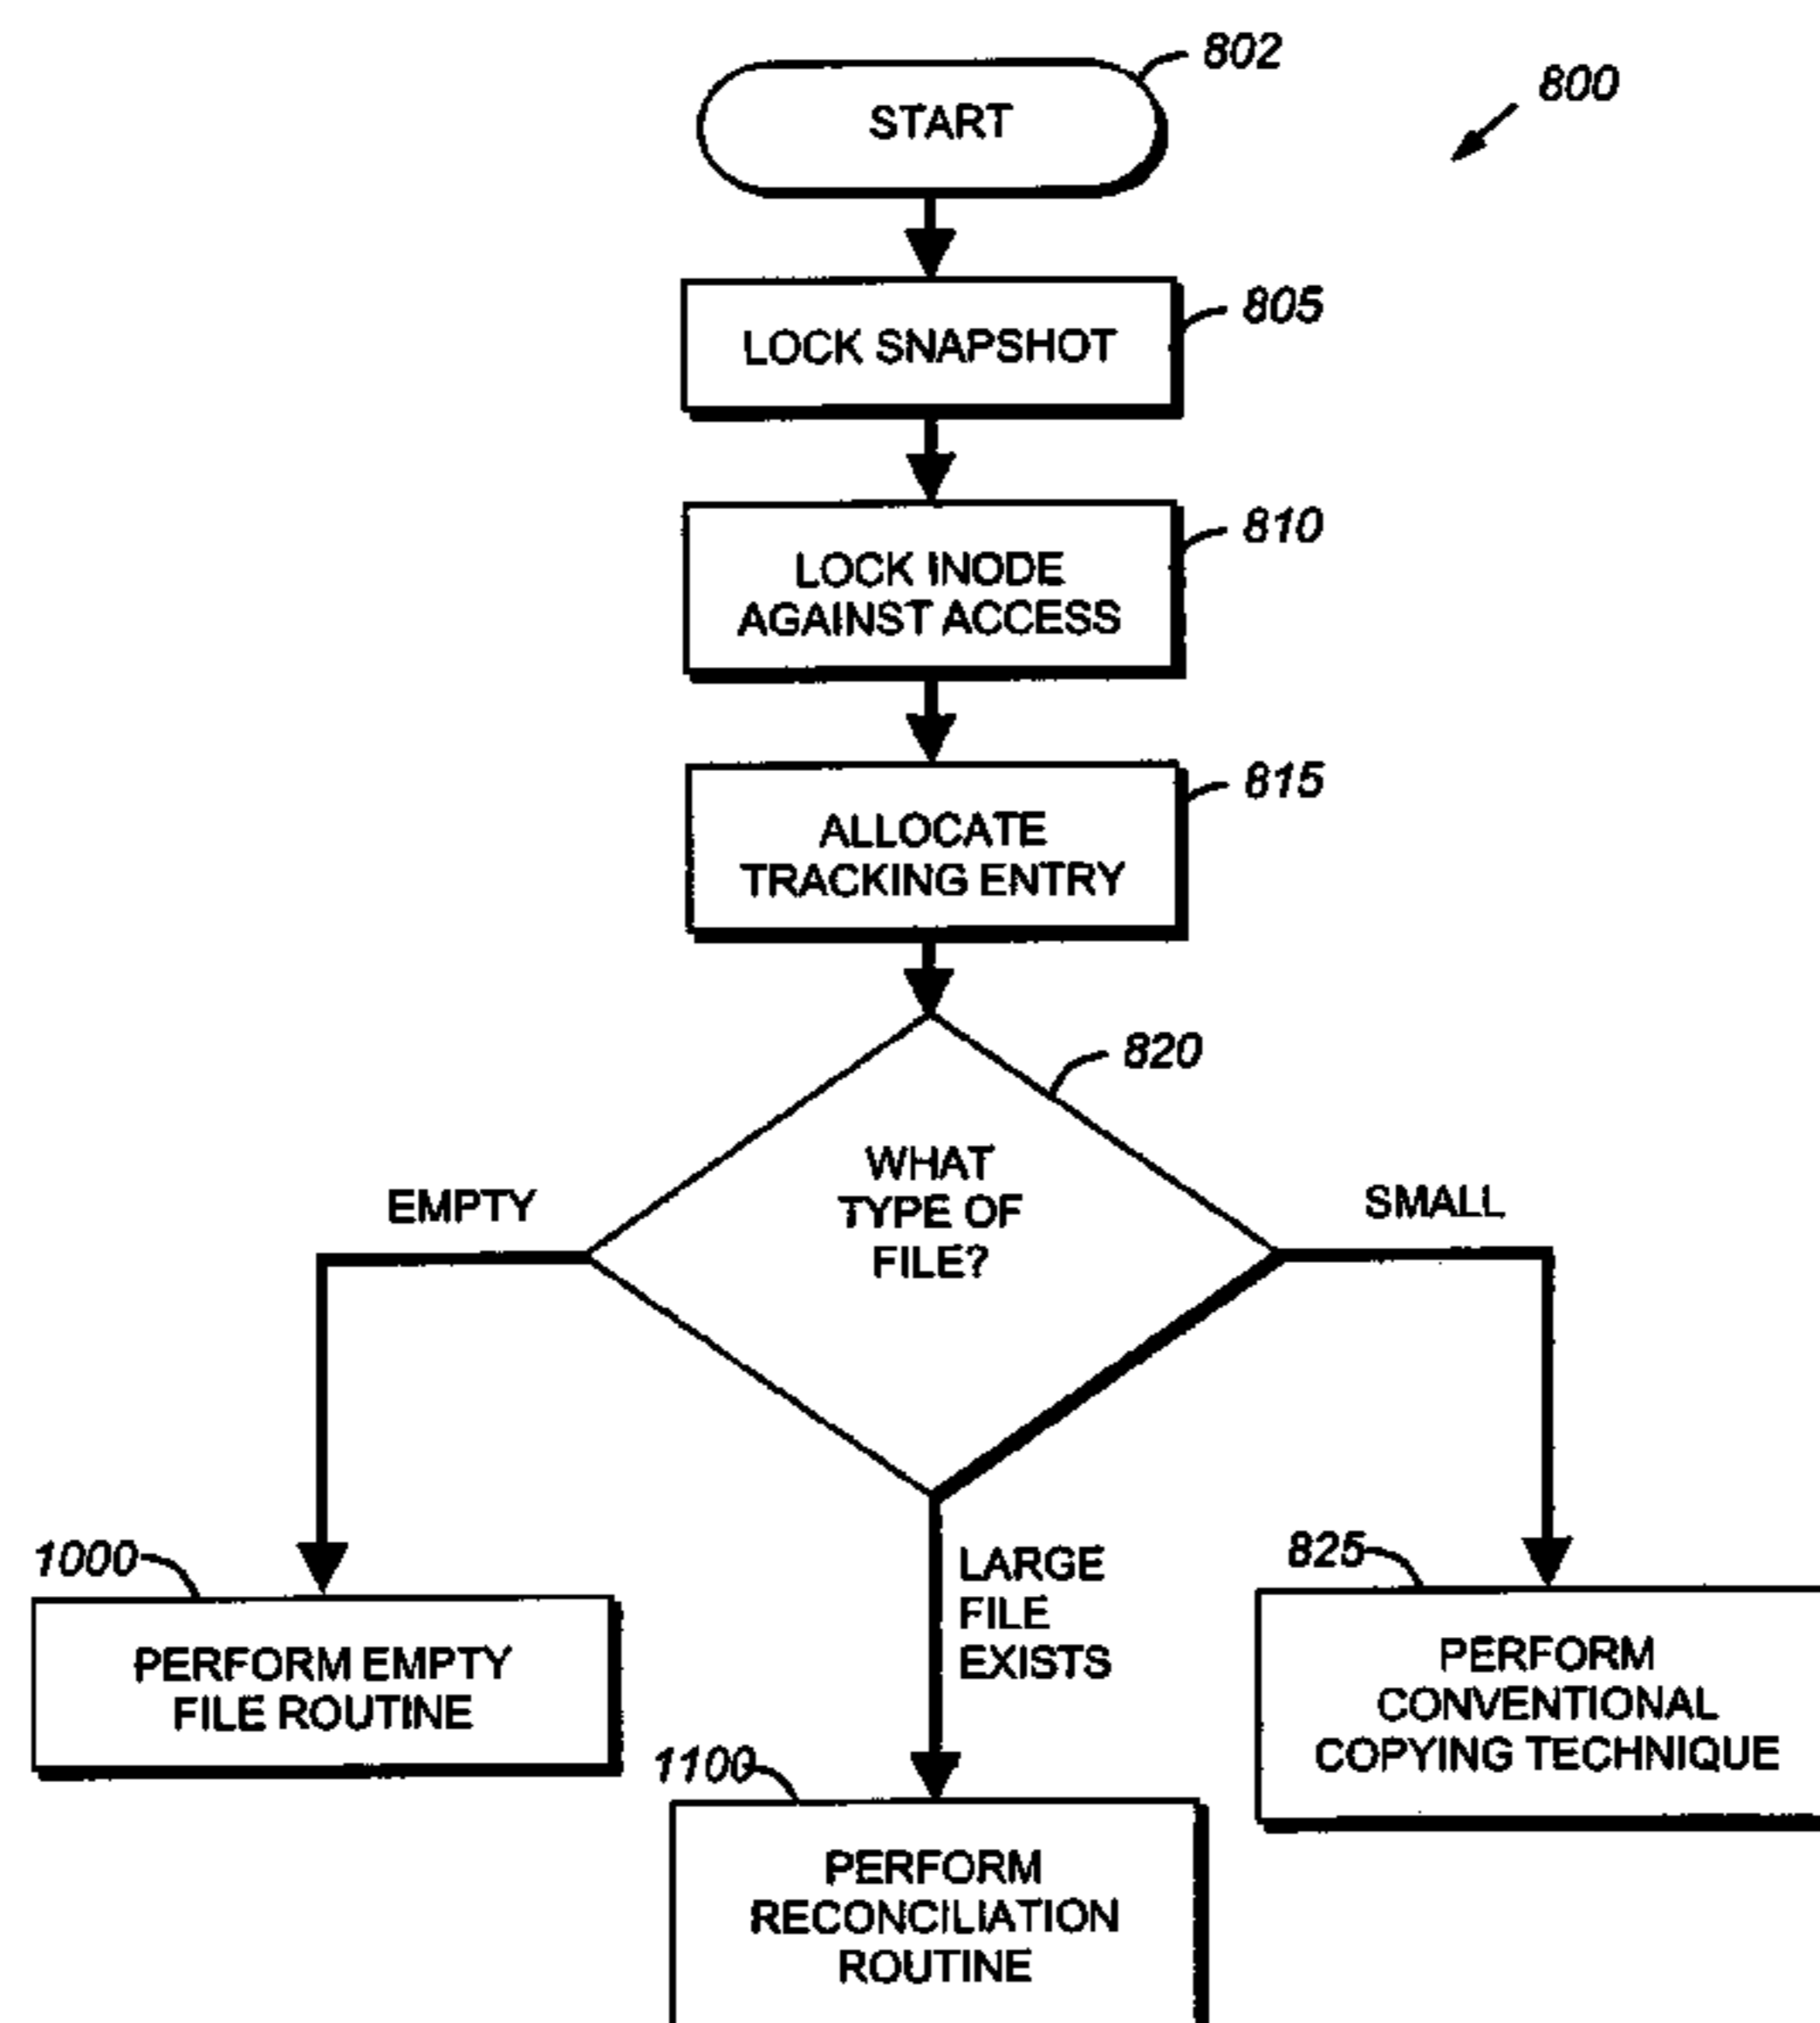 802
800
START
805
LOCK SNAPSHOT
810
LOCK INODE
AGAINST ACCESS
815
ALLOCATE
TRACKING ENTRY
820
WHAT
TYPE OF
FILE?
EMPTY
SMALL
1000
PERFORM EMPTY
FILE ROUTINE
LARGE
FILE
EXISTS
825
PERFORM
CONVENTIONAL
COPYING TECHNIQUE
1100
PERFORM
RECONCILIATION
ROUTINE